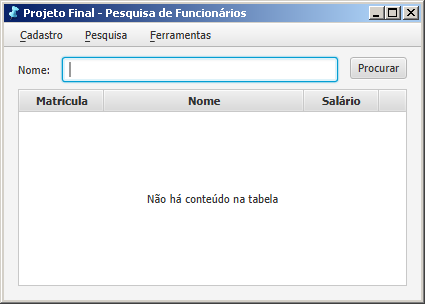 Projeto Final - Pesquisa de Funcionários
Cadastro Pesquisa Ferramentas
Nome: Procurar
Matrícula Nome Salário
Não há conteúdo na tabela